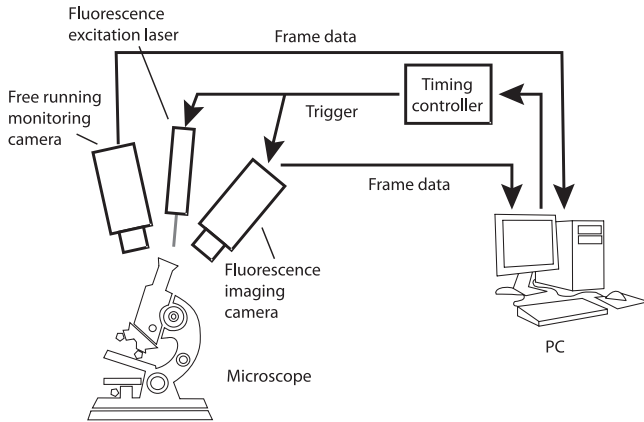 Fluorescence
excitation laser
Frame data
Free running
monitoring
camera
Timing
controller
Trigger
Frame data
Fluorescence
imaging
camera
PC
Microscope